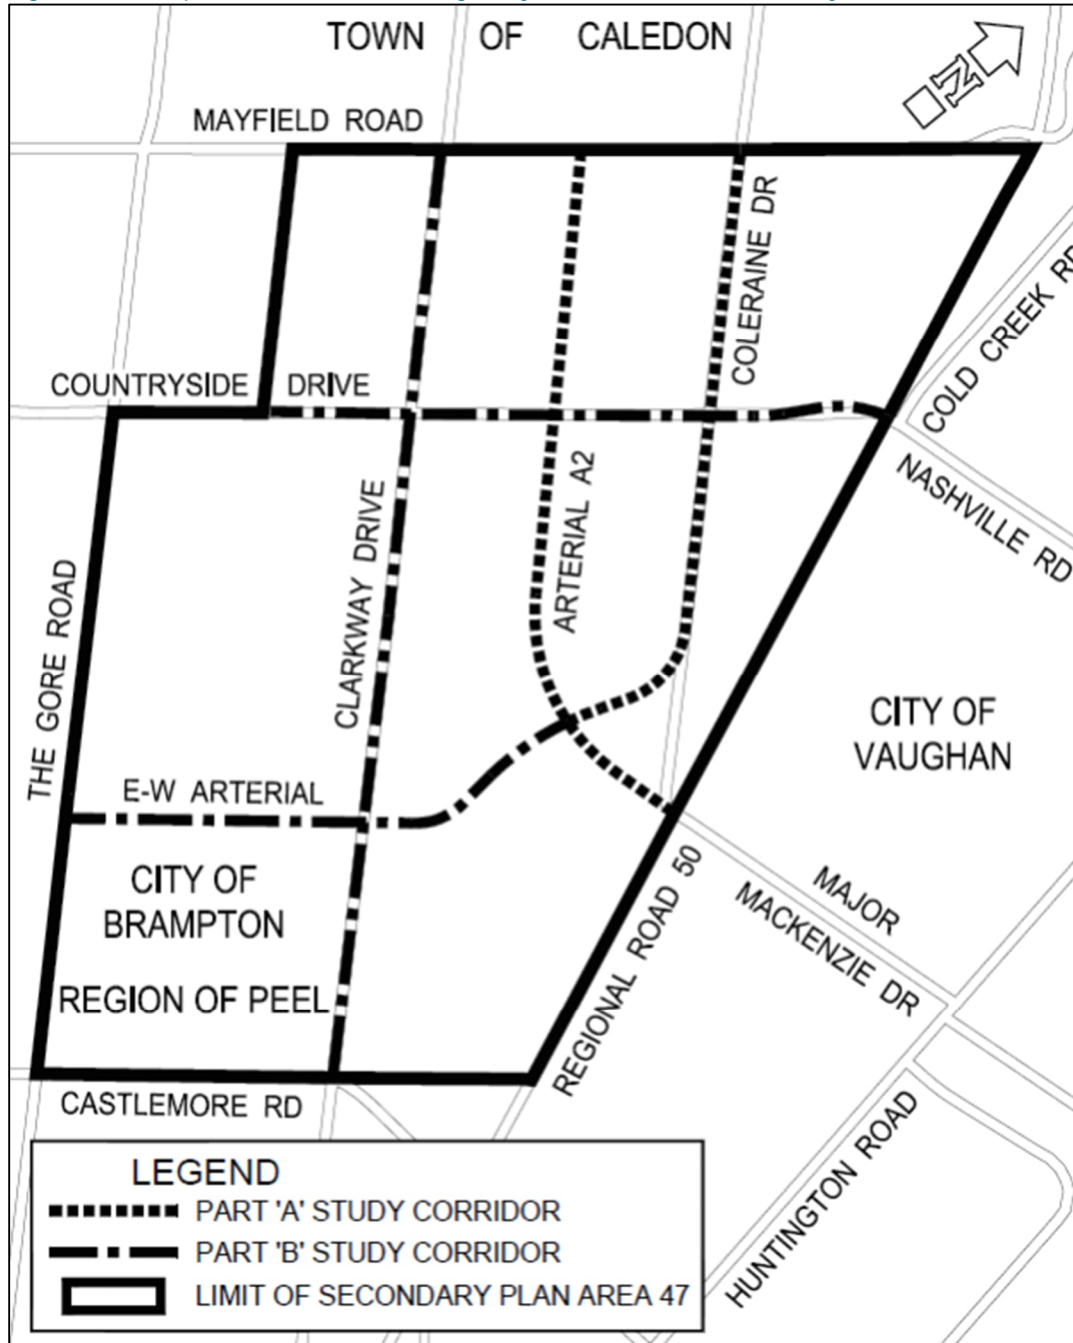 TOWN OF CALEDON
N
MAYFIELD ROAD
COLERAINE DR
COLD CREEK RD
COUNTRYSIDE DRIVE
NASHVILLE RD
ARTERIAL A2
CLARKWAY DRIVE
THE GORE ROAD
CITY OF
VAUGHAN
E-W ARTERIAL
CITY OF
BRAMPTON
REGION OF PEEL
REGIONAL ROAD 50
MAJOR
MACKENZIE DR
CASTLEMORE RD
HUNTINGTON ROAD
LEGEND
PART 'A' STUDY CORRIDOR
PART 'B' STUDY CORRIDOR
LIMIT OF SECONDARY PLAN AREA 47